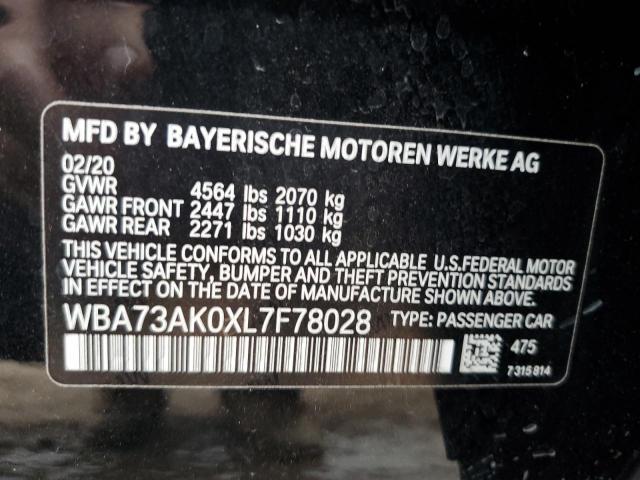 MFD BY BAYERISCHE MOTOREN WERKE AG
02/20
GVWR 4564 lbs 2070 kg
GAWR FRONT 2447 lbs 1110 kg
GAWR REAR 2271 lbs 1030 kg
THIS VEHICLE CONFORMS TO ALL APPLICABLE U.S.FEDERAL MOTOR
VEHICLE SAFETY, BUMPER AND THEFT PREVENTION STANDARDS
IN EFFECT ON THE DATE OF MANUFACTURE SHOWN ABOVE.
WBA73AK0XL7F78028 TYPE: PASSENGER CAR
475
7 315 814